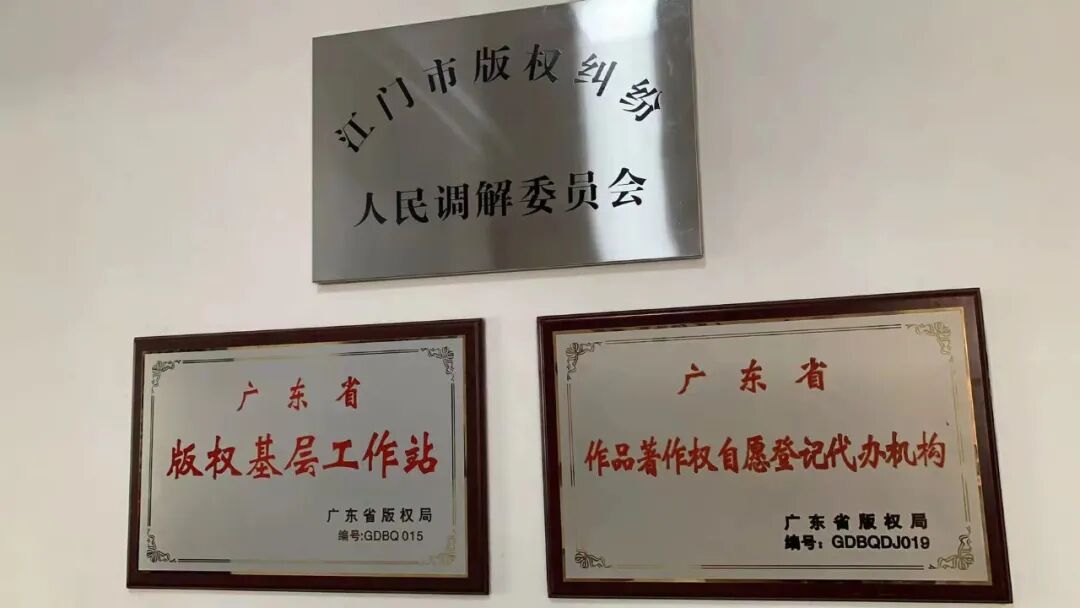 江门市版权纠纷
人民调解委员会
广东省
版权基层工作站
广东省版权局
编号:GDBQ 015
广东省
作品著作权自愿登记代办机构
广东省版权局
编号：GDBQDJ019